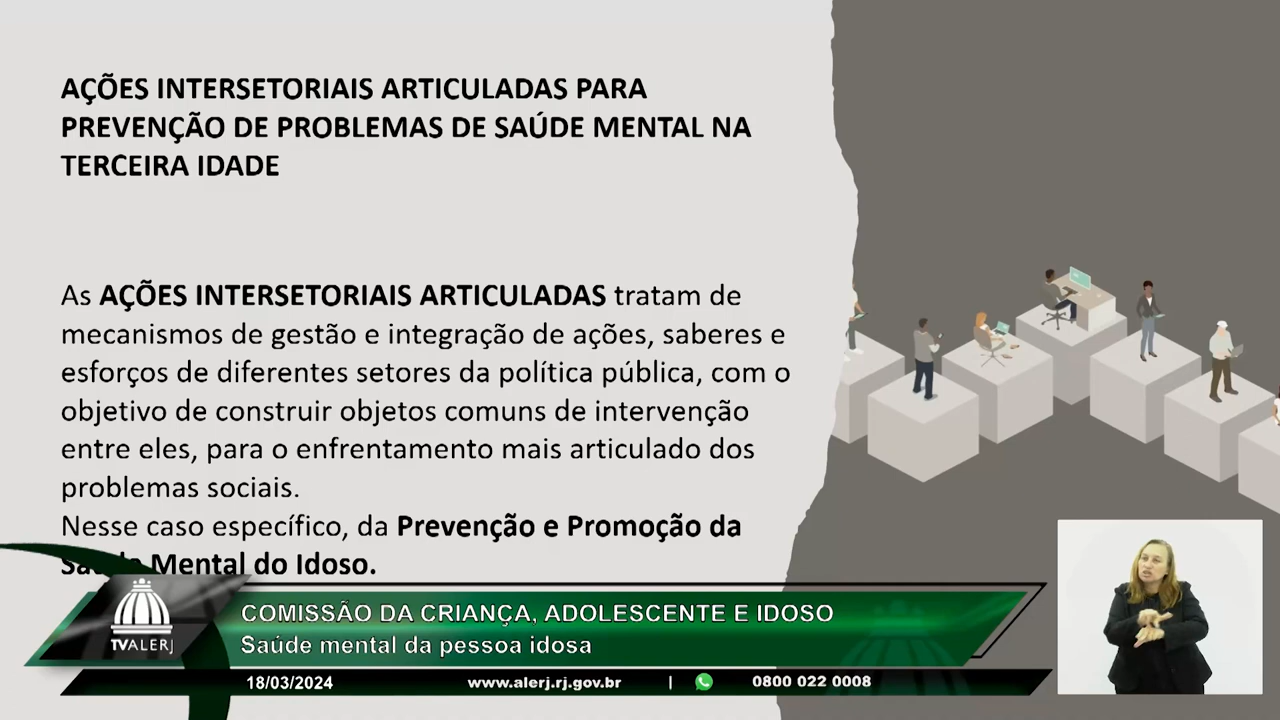 AÇÕES INTERSETORIAIS ARTICULADAS PARA
PREVENÇÃO DE PROBLEMAS DE SAÚDE MENTAL NA
TERCEIRA IDADE
As AÇÕES INTERSETORIAIS ARTICULADAS tratam de
mecanismos de gestão e integração de ações, saberes e
esforços de diferentes setores da política pública, com o
objetivo de construir objetos comuns de intervenção
entre eles, para o enfrentamento mais articulado dos
problemas sociais.
Nesse caso específico, da Prevenção e Promoção da
Mental do Idoso.
COMISSÃO DA CRIANÇA, ADOLESCENTE E IDOSO
Saúde mental da pessoa idosa
TVALERJ
18/03/2024 www.alerj.rj.gov.br | 0800 022 0008